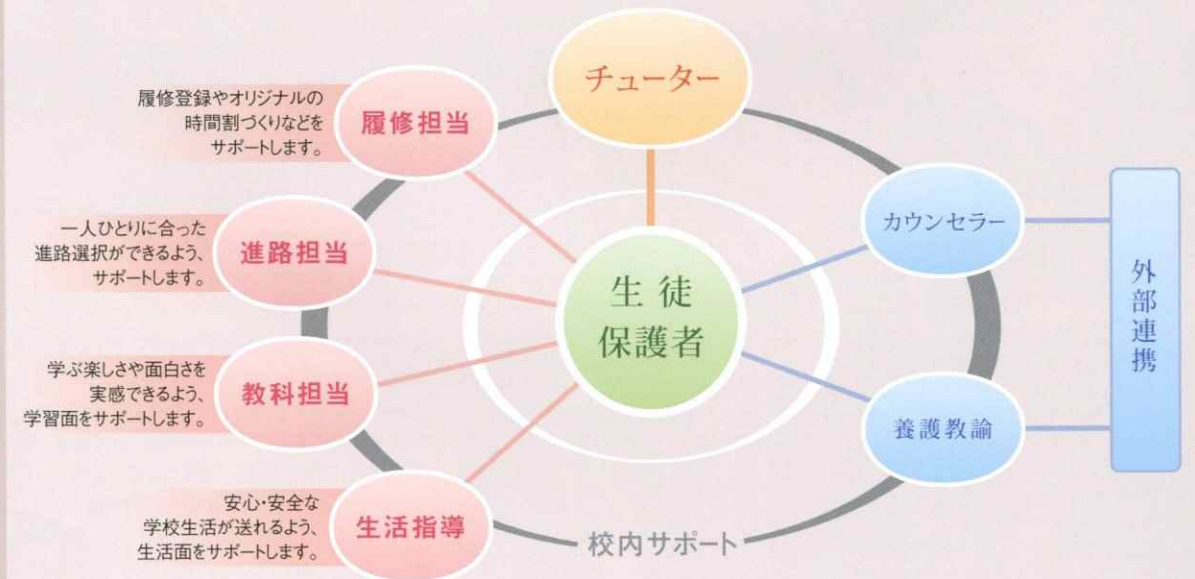 チューター
履修登録やオリジナルの
時間割づくりなどを
サポートします。
履修担当
一人ひとりに合った
進路選択ができるよう、
サポートします。
進路担当
学ぶ楽しさや面白さを
実感できるよう、
学習面をサポートします。
教科担当
安心・安全な
学校生活が送れるよう、
生活面をサポートします。
生活指導
生徒
保護者
カウンセラー
養護教諭
外部連携
校内サポート